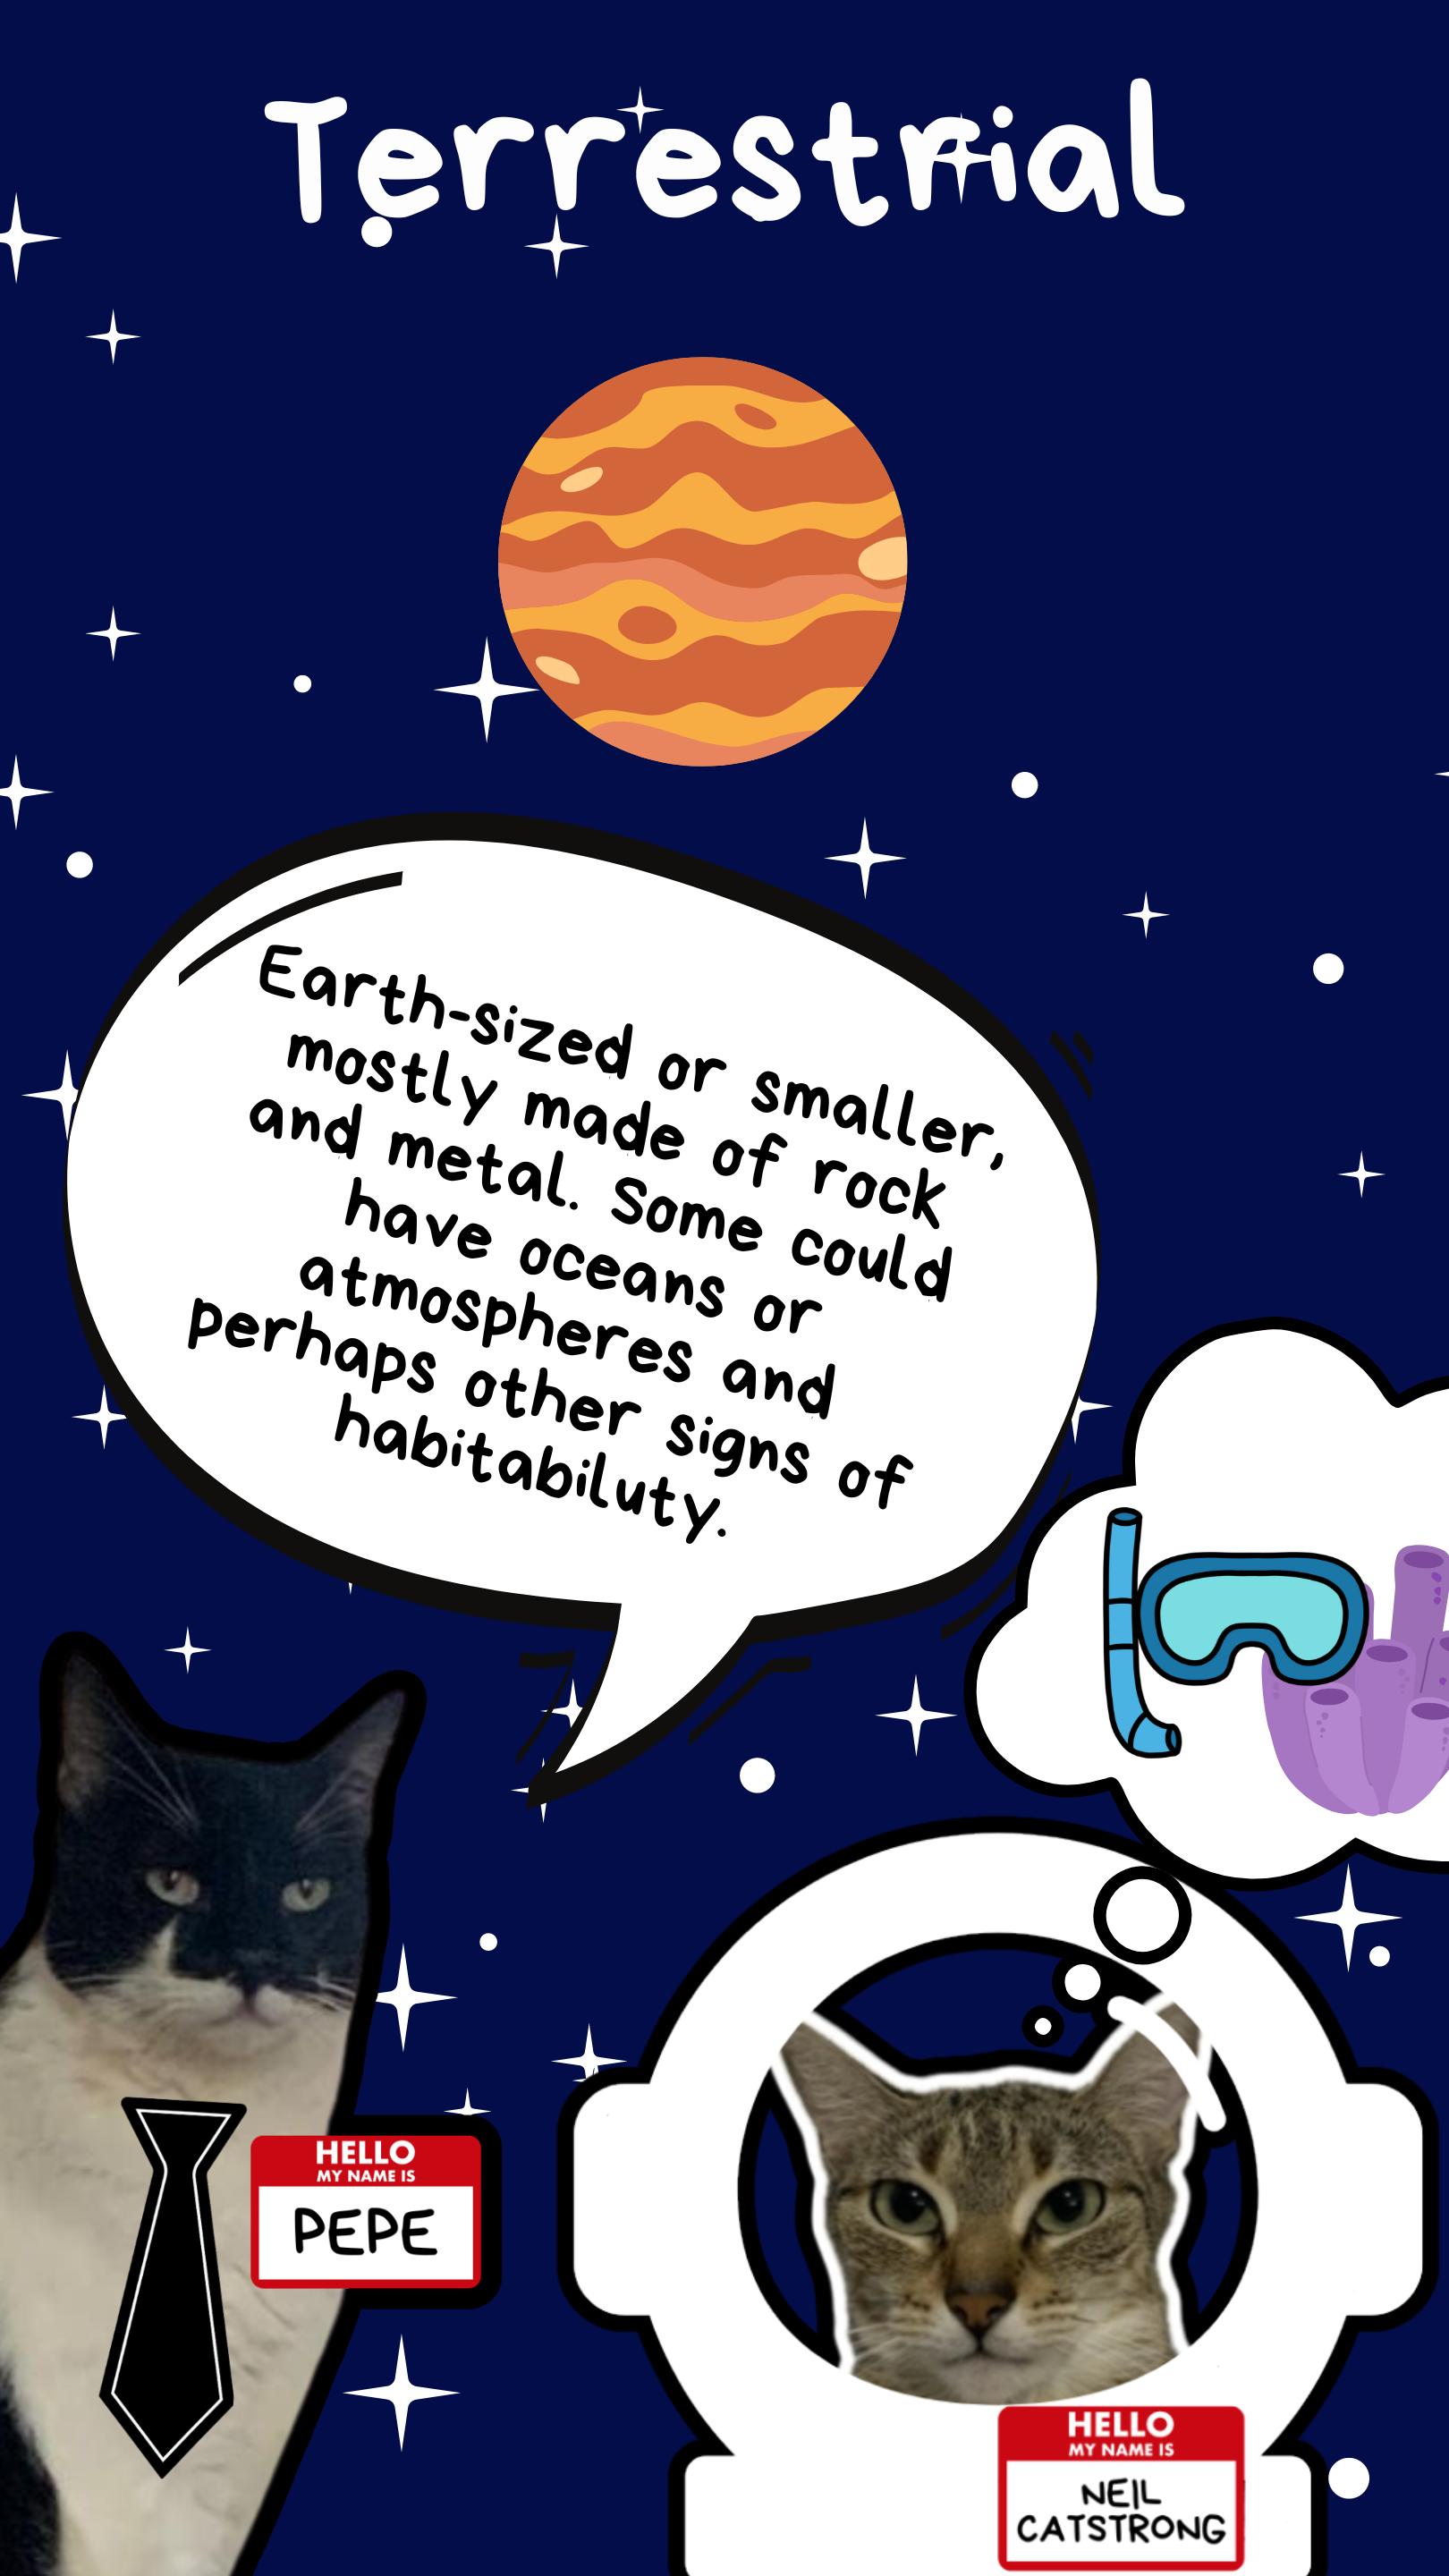 Terrestrial
Earth-sized or smaller,
mostly made of rock
and metal. Some could
have oceans or
atmospheres and
perhaps other signs of
habitabiluty.
HELLO
MY NAME IS
PEPE
HELLO
MY NAME IS
NEIL
CATSTRONG